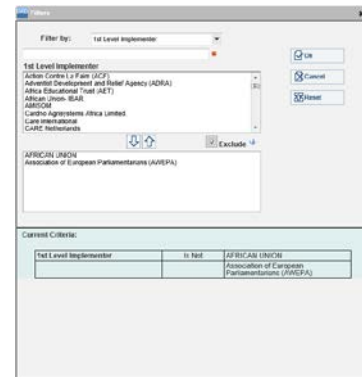 Filters
Filter by: 1st Level Implementer
Ok
1st Level Implementer
Action Contre La Faim (ACF)
Adventist Development and Relief Agency (ADRA)
Africa Educational Trust (AET)
African Union- IBAR
AMISOM
Cardno Agrisystems Africa Limited
Care International
CARE Netherlands
Cancel
Reset
Exclude
AFRICAN UNION
Association of European Parliamentarians (AWEPA)
Current Criteria:
1st Level Implementer Is Not AFRICAN UNION
Association of European
Parliamentarians (AWEPA)